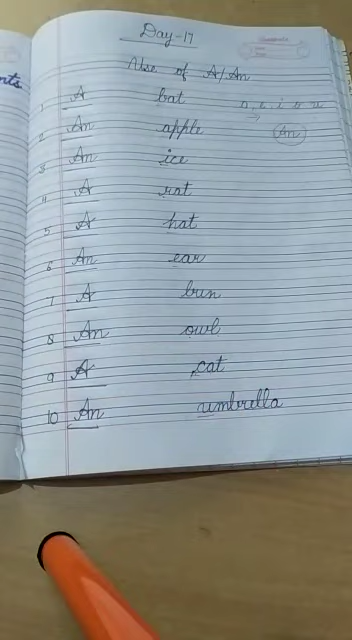 Day-17
Use of A/An
1 A bat a, e, i o u
2 An apple An
3 An ice
4 A rat
5 A hat
6 An ear
7 A bun
8 An owl
9 A cat
10 An umbrella
nts